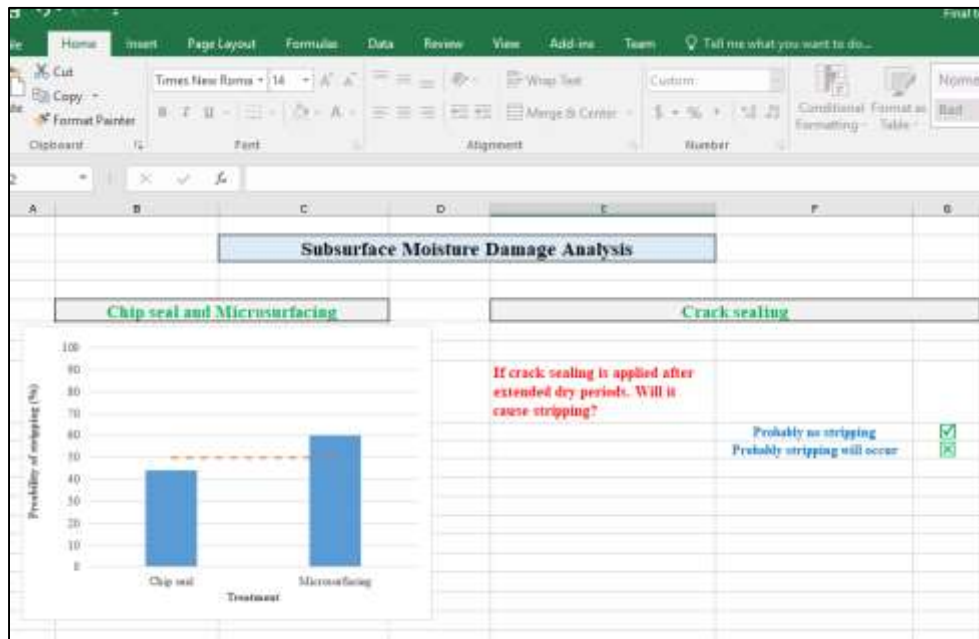 Final
Home Insert Page Layout Formulas Data Review View Add-ins Team Tell me what you want to do...
Cut
Copy
Format Painter
Times New Roma 14
B I U
Wrap Text
Merge & Center
Custom
$ % ,
Conditional Formatting
Format as Table
Bad
Clipboard Font Alignment Number
fx
A B C D E F G
Subsurface Moisture Damage Analysis
Chip seal and Microsurfacing Crack sealing
If crack sealing is applied after
extended dry periods. Will it
cause stripping?
Probably no stripping
Probably stripping will occur
100
90
80
70
60
50
40
30
20
10
0
Chip seal Microsurfacing
Treatment